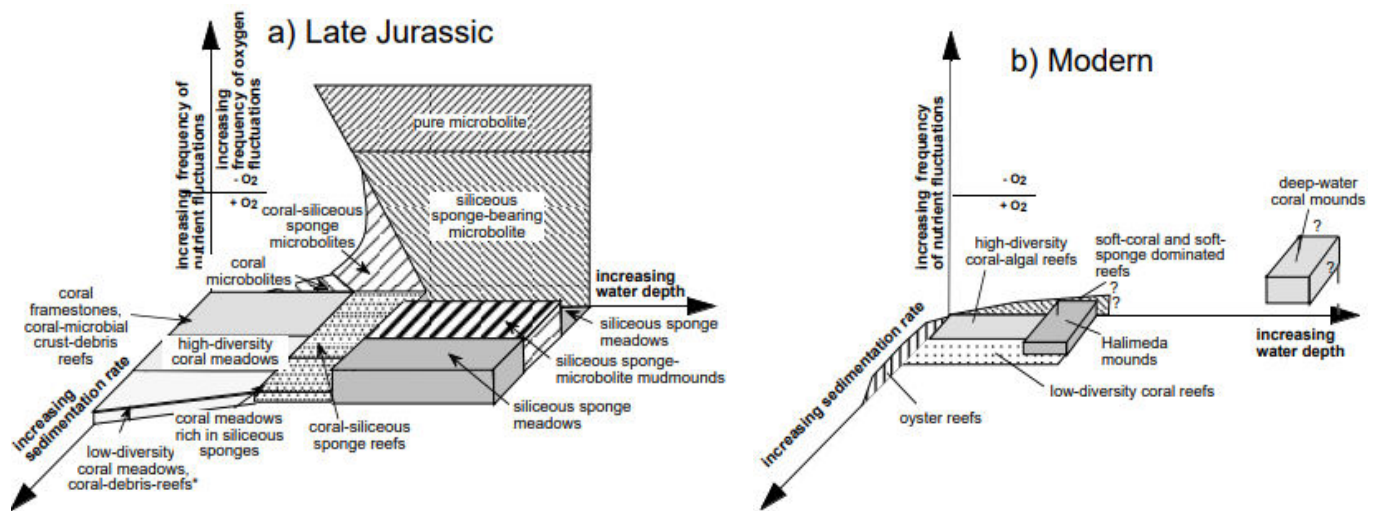 a) Late Jurassic
increasing frequency of
nutrient fluctuations
increasing
frequency of oxygen
fluctuations
- O2
+ O2
pure microbolite
siliceous
sponge-bearing
microbolite
coral-siliceous
sponge
microbolites
coral
microbolites
coral
framestones,
coral-microbial
crust-debris
reefs
high-diversity
coral meadows
increasing
water depth
siliceous sponge
meadows
siliceous sponge-
microbolite mudmounds
siliceous sponge
meadows
coral-siliceous
sponge reefs
coral meadows
rich in siliceous
sponges
low-diversity
coral meadows,
coral-debris-reefs*
increasing
sedimentation rate
b) Modern
increasing frequency
of nutrient fluctuations
- O2
+ O2
high-diversity
coral-algal reefs
soft-coral and soft-
sponge dominated
reefs
?
?
deep-water
coral mounds
?
?
increasing
water depth
Halimeda
mounds
low-diversity coral reefs
oyster reefs
increasing sedimentation rate